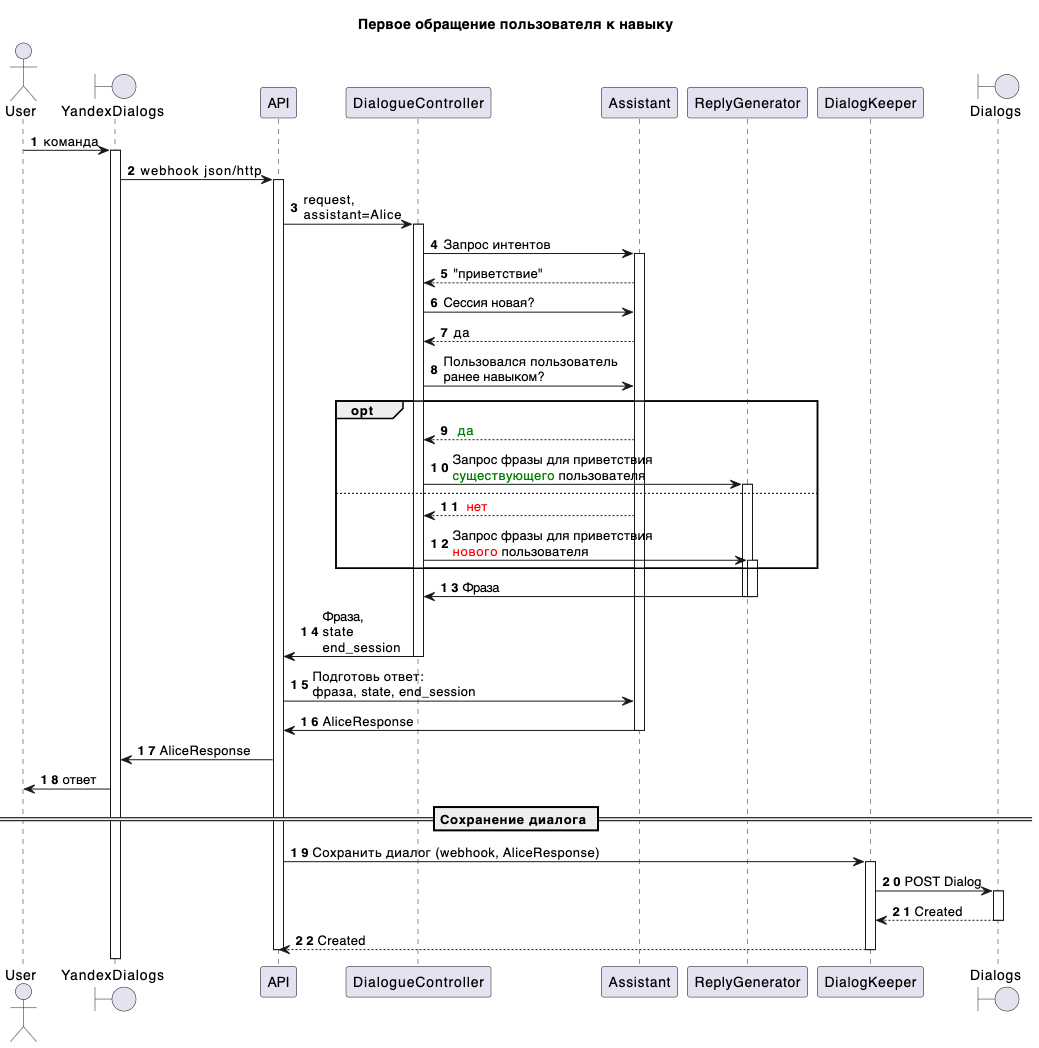 Первое обращение пользователя к навыку
User
YandexDialogs
API
DialogueController
Assistant
ReplyGenerator
DialogKeeper
Dialogs
1 команда
2 webhook json/http
3 request,
assistant=Alice
4 Запрос интентов
5 "приветствие"
6 Сессия новая?
7 да
8 Пользовался пользователь
ранее навыком?
opt
9 да
10 Запрос фразы для приветствия
существующего пользователя
11 нет
12 Запрос фразы для приветствия
нового пользователя
13 Фраза
14 Фраза,
state
end_session
15 Подготовь ответ:
фраза, state, end_session
16 AliceResponse
17 AliceResponse
18 ответ
Сохранение диалога
19 Сохранить диалог (webhook, AliceResponse)
20 POST Dialog
21 Created
22 Created
User
YandexDialogs
API
DialogueController
Assistant
ReplyGenerator
DialogKeeper
Dialogs